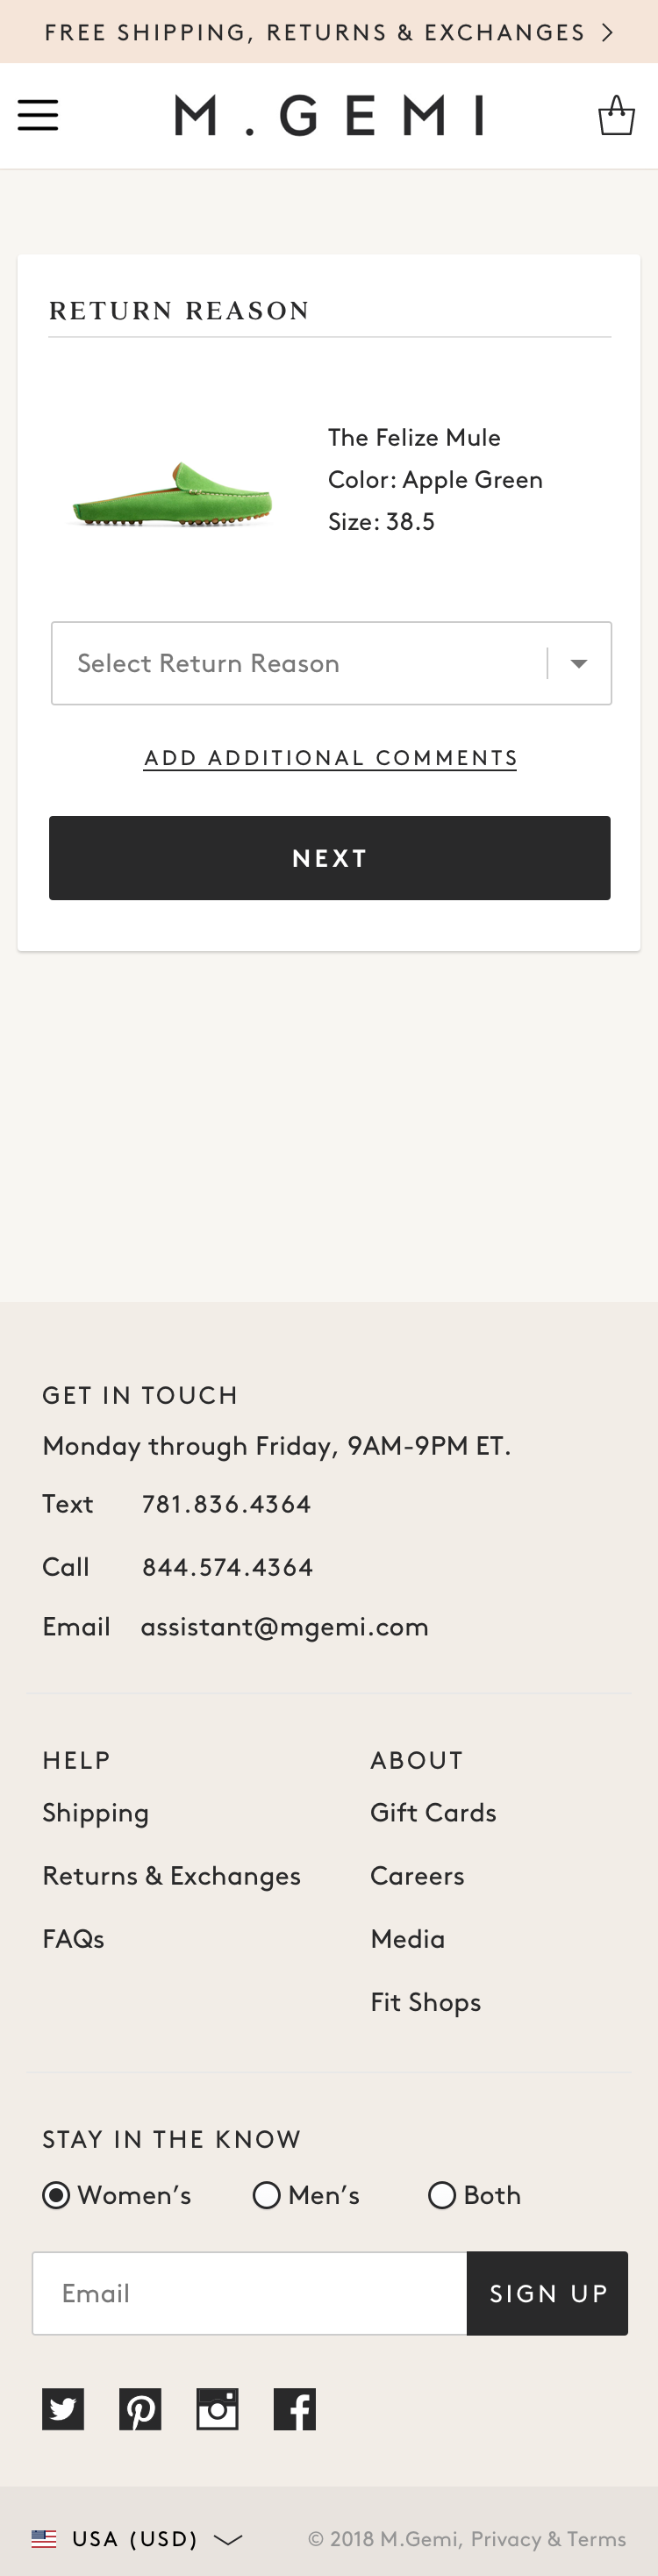 FREE SHIPPING, RETURNS & EXCHANGES
M.GEMI
RETURN REASON
The Felize Mule
Color: Apple Green
Size: 38.5
Select Return Reason
ADD ADDITIONAL COMMENTS
NEXT
GET IN TOUCH
Monday through Friday, 9AM-9PM ET.
Text 781.836.4364
Call 844.574.4364
Email assistant@mgemi.com
HELP
Shipping
Returns & Exchanges
FAQs
ABOUT
Gift Cards
Careers
Media
Fit Shops
STAY IN THE KNOW
Women’s Men’s Both
Email SIGN UP
USA (USD) © 2018 M.Gemi, Privacy & Terms